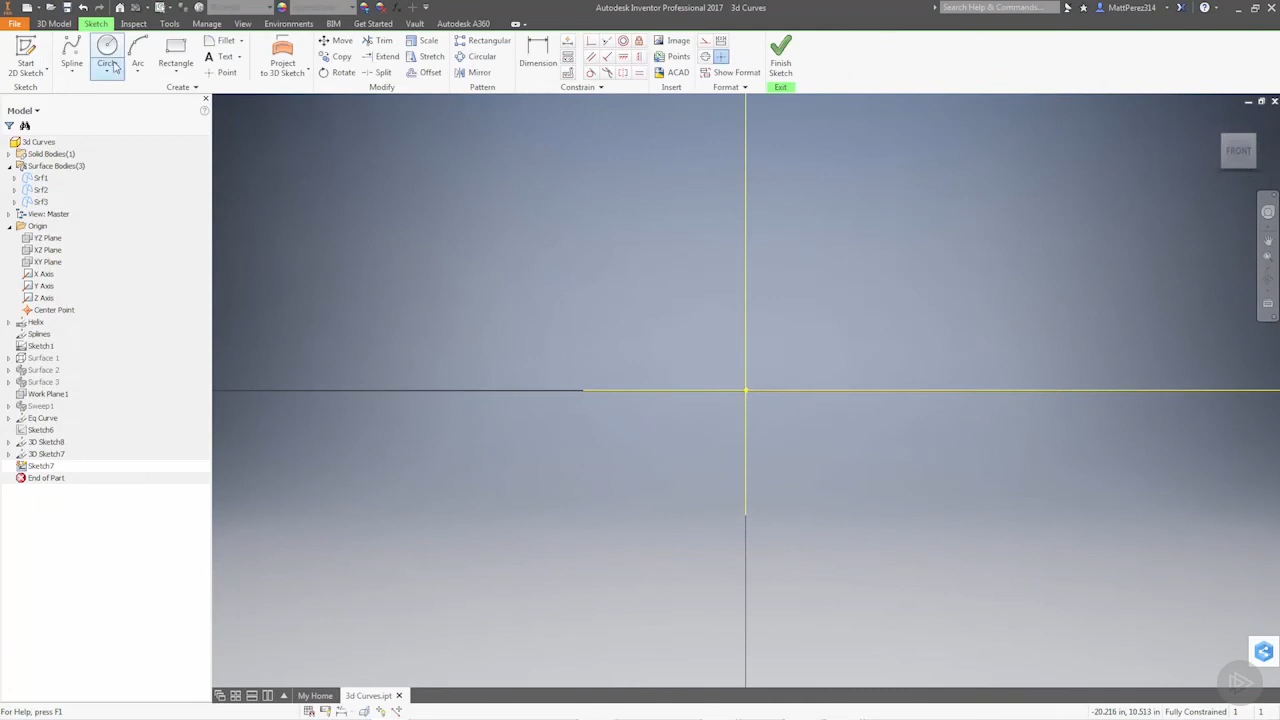 Autodesk Inventor Professional 2017   3d Curves
Search Help & Commands...
MattPerez314
File
3D Model
Sketch
Inspect
Tools
Manage
View
Environments
BIM
Get Started
Vault
Autodesk A360
Start
2D Sketch
Spline
Circle
Arc
Rectangle
Fillet
Text
Point
Project
to 3D Sketch
Move
Copy
Rotate
Trim
Extend
Split
Scale
Stretch
Offset
Rectangular
Circular
Mirror
Dimension
Image
Points
ACAD
Show Format
Finish
Sketch
Sketch
Create
Modify
Pattern
Constrain
Insert
Format
Exit
Model
3d Curves
Solid Bodies(1)
Surface Bodies(3)
Srf1
Srf2
Srf3
View: Master
Origin
YZ Plane
XZ Plane
XY Plane
X Axis
Y Axis
Z Axis
Center Point
Helix
Splines
Sketch1
Surface 1
Surface 2
Surface 3
Work Plane1
Sweep1
Eq Curve
Sketch6
3D Sketch8
3D Sketch7
Sketch7
End of Part
FRONT
My Home
3d Curves.ipt
For Help, press F1
-20.216 in, 10.513 in
Fully Constrained
1
1